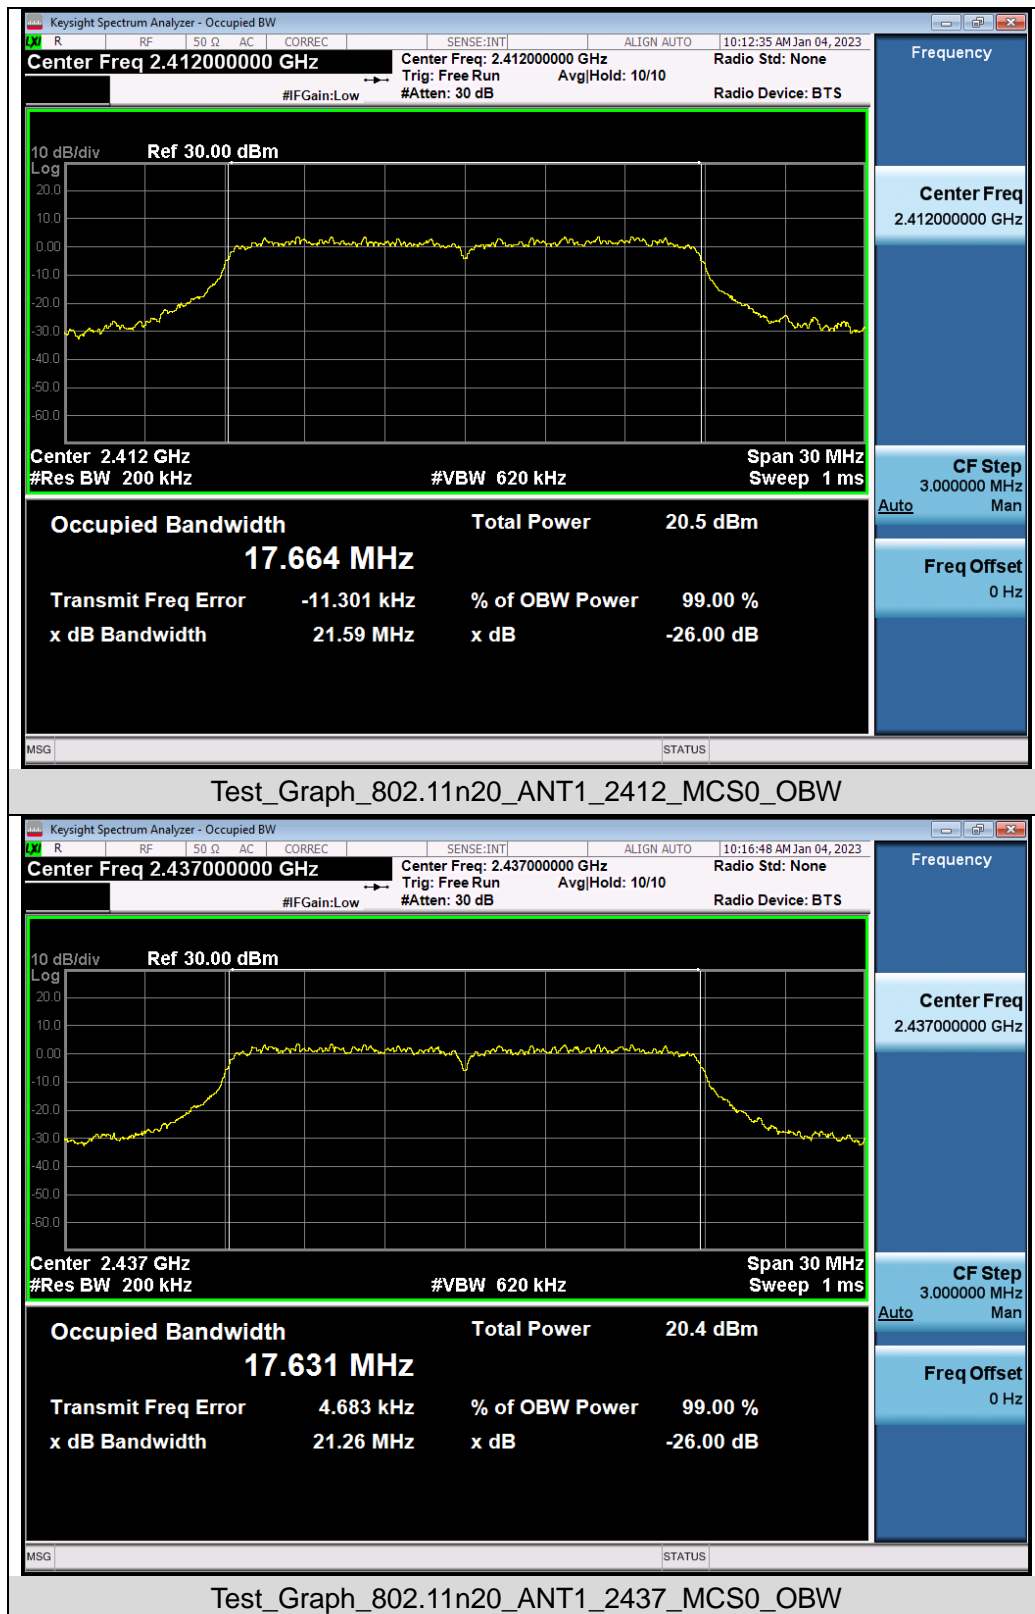 Keysight Spectrum Analyzer - Occupied BW
LXI R RF 50 Ω AC CORREC SENSE:INT ALIGN AUTO 10:12:35 AM Jan 04, 2023
Center Freq 2.412000000 GHz
Center Freq: 2.412000000 GHz
Radio Std: None
Trig: Free Run Avg|Hold: 10/10
#IFGain:Low
#Atten: 30 dB
Radio Device: BTS
Frequency
10 dB/div Ref 30.00 dBm
Log
20.0
10.0
0.00
-10.0
-20.0
-30.0
-40.0
-50.0
-60.0
Center Freq
2.412000000 GHz
Center 2.412 GHz Span 30 MHz
#Res BW 200 kHz #VBW 620 kHz Sweep 1 ms
CF Step
3.000000 MHz
Auto Man
Freq Offset
0 Hz
Occupied Bandwidth Total Power 20.5 dBm
17.664 MHz
Transmit Freq Error -11.301 kHz % of OBW Power 99.00 %
x dB Bandwidth 21.59 MHz x dB -26.00 dB
MSG STATUS
Test_Graph_802.11n20_ANT1_2412_MCS0_OBW
Keysight Spectrum Analyzer - Occupied BW
LXI R RF 50 Ω AC CORREC SENSE:INT ALIGN AUTO 10:16:48 AM Jan 04, 2023
Center Freq 2.437000000 GHz
Center Freq: 2.437000000 GHz
Radio Std: None
Trig: Free Run Avg|Hold: 10/10
#IFGain:Low
#Atten: 30 dB
Radio Device: BTS
Frequency
10 dB/div Ref 30.00 dBm
Log
20.0
10.0
0.00
-10.0
-20.0
-30.0
-40.0
-50.0
-60.0
Center Freq
2.437000000 GHz
Center 2.437 GHz Span 30 MHz
#Res BW 200 kHz #VBW 620 kHz Sweep 1 ms
CF Step
3.000000 MHz
Auto Man
Freq Offset
0 Hz
Occupied Bandwidth Total Power 20.4 dBm
17.631 MHz
Transmit Freq Error 4.683 kHz % of OBW Power 99.00 %
x dB Bandwidth 21.26 MHz x dB -26.00 dB
MSG STATUS
Test_Graph_802.11n20_ANT1_2437_MCS0_OBW